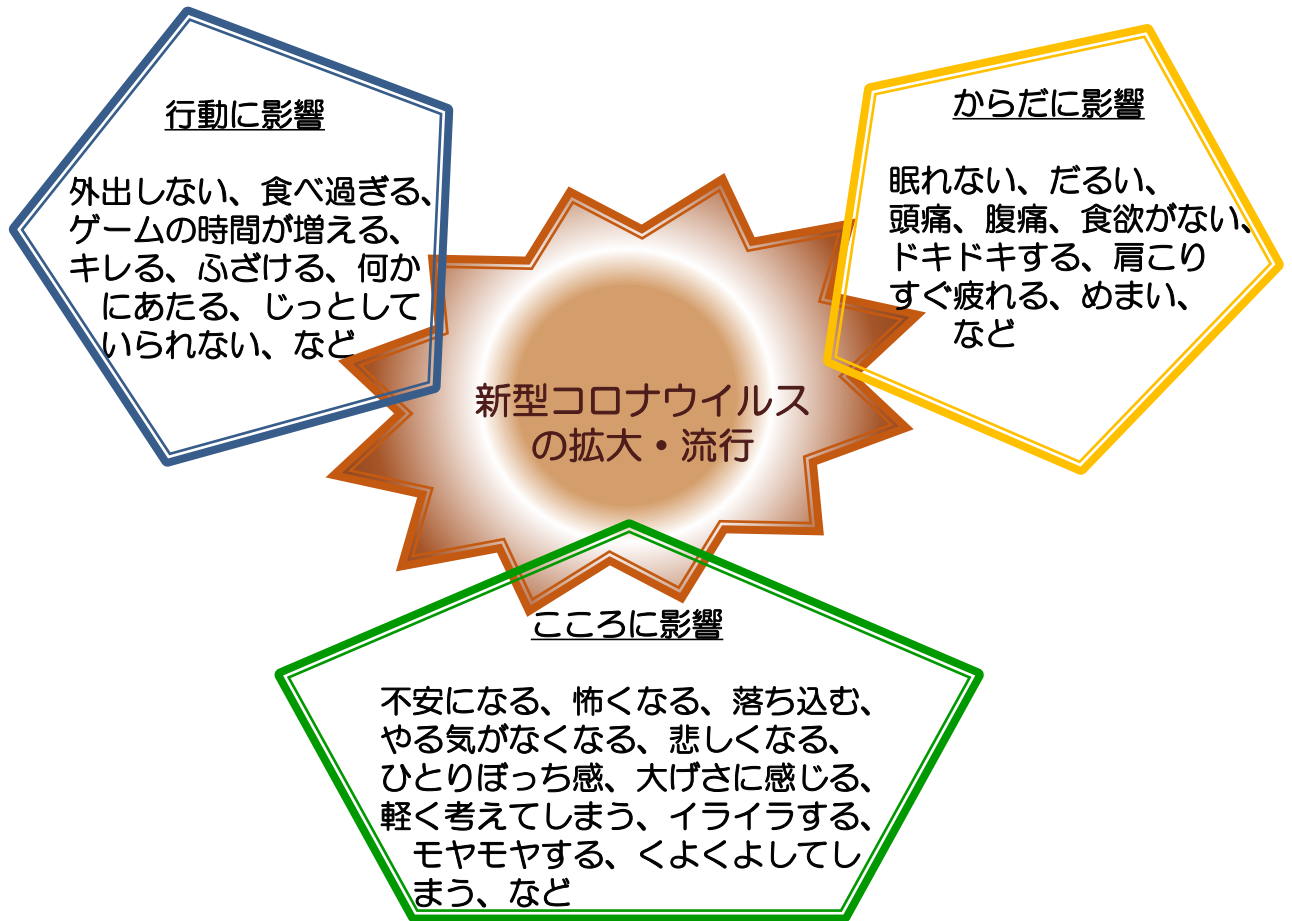 行動に影響
外出しない、食べ過ぎる、
ゲームの時間が増える、
キレる、ふざける、何か
にあたる、じっとして
いられない、など
からだに影響
眠れない、だるい、
頭痛、腹痛、食欲がない、
ドキドキする、肩こり
すぐ疲れる、めまい、
など
新型コロナウイルス
の拡大・流行
こころに影響
不安になる、怖くなる、落ち込む、
やる気がなくなる、悲しくなる、
ひとりぼっち感、大げさに感じる、
軽く考えてしまう、イライラする、
モヤモヤする、くよくよしてし
まう、など